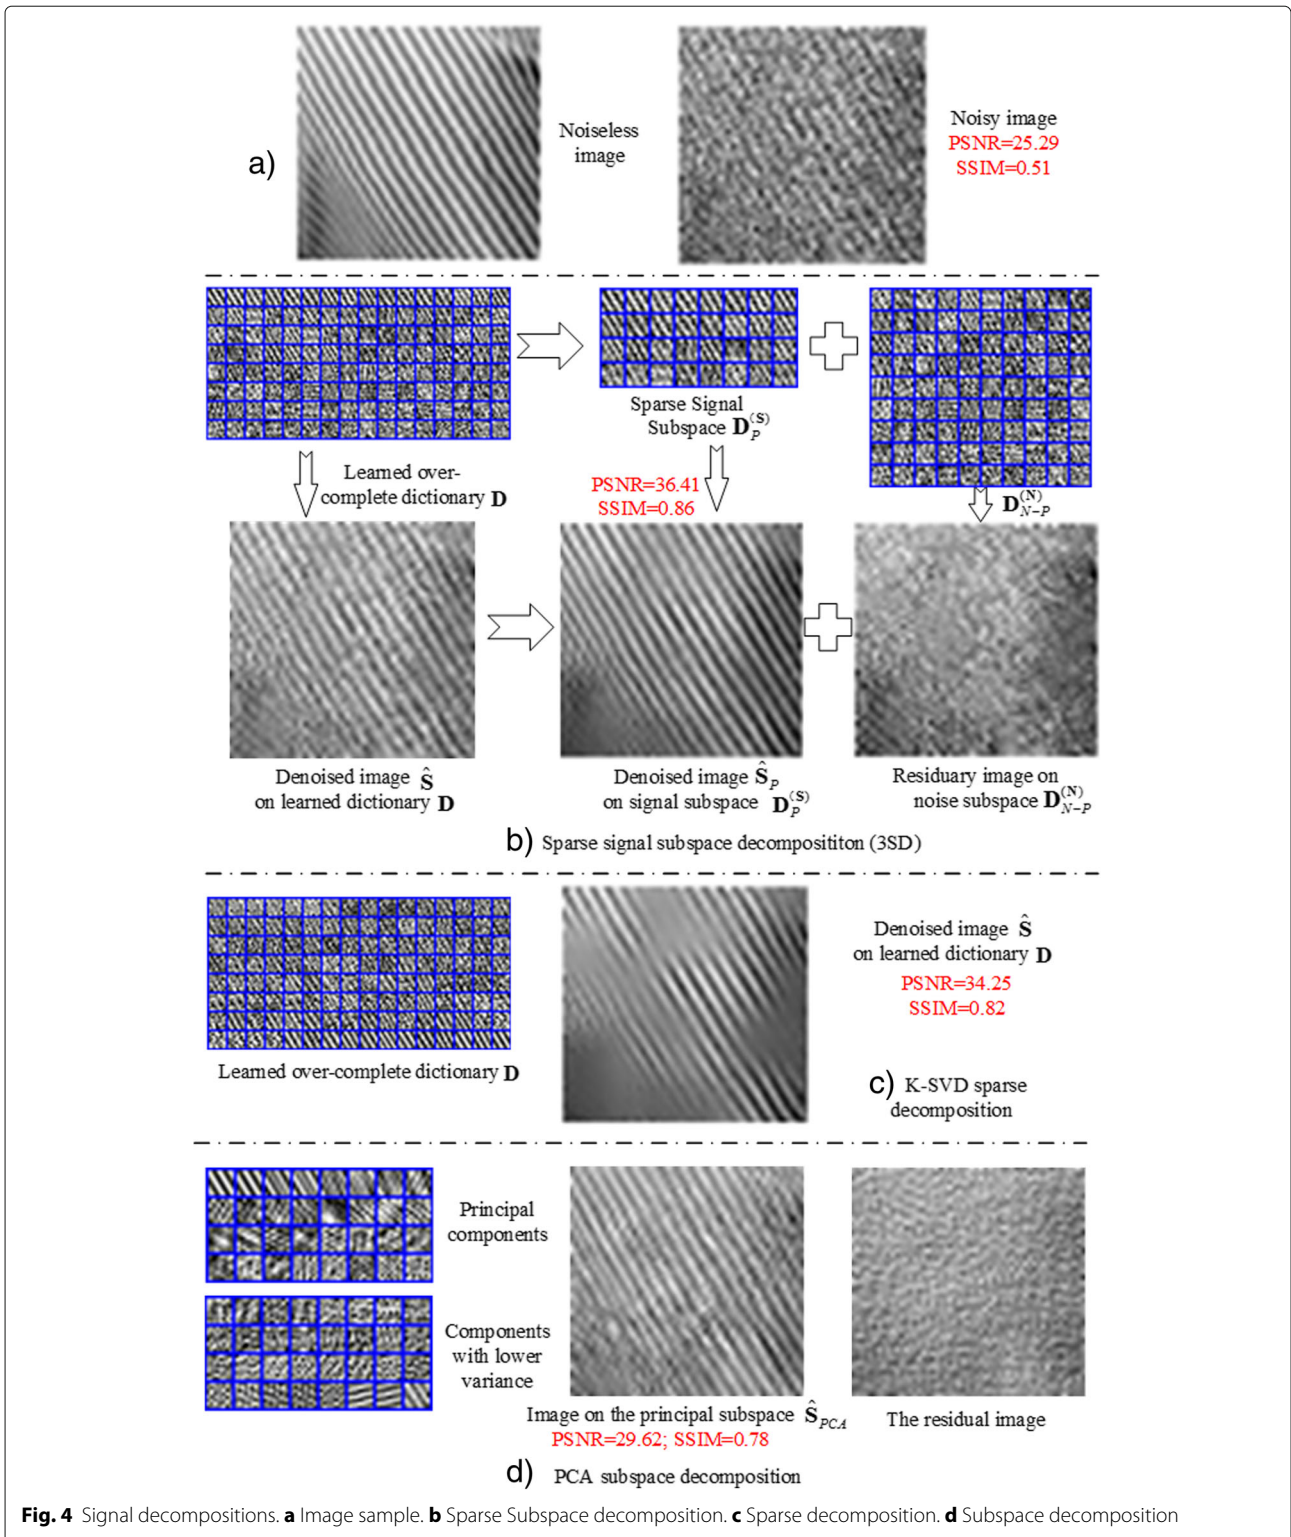 a)
Noiseless
image
Noisy image
PSNR=25.29
SSIM=0.51
Sparse Signal
Subspace D_P^(S)
Learned over-
complete dictionary D
PSNR=36.41
SSIM=0.86
D_{N-P}^(N)
Denoised image Ŝ
on learned dictionary D
Denoised image Ŝ_P
on signal subspace D_P^(S)
Residuary image on
noise subspace D_{N-P}^(N)
b) Sparse signal subspace decomposititon (3SD)
Learned over-complete dictionary D
Denoised image Ŝ
on learned dictionary D
PSNR=34.25
SSIM=0.82
c) K-SVD sparse
decomposition
Principal
components
Components
with lower
variance
Image on the principal subspace Ŝ_PCA
PSNR=29.62; SSIM=0.78
The residual image
d) PCA subspace decomposition
Fig. 4 Signal decompositions. a Image sample. b Sparse Subspace decomposition. c Sparse decomposition. d Subspace decomposition